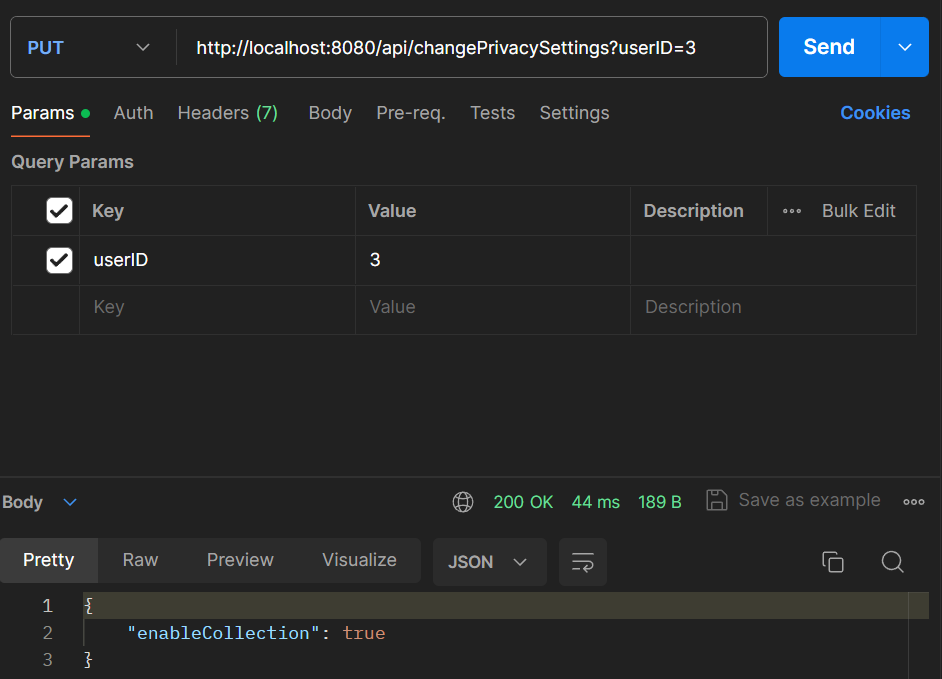 PUT http://localhost:8080/api/changePrivacySettings?userID=3 Send
Params Auth Headers (7) Body Pre-req. Tests Settings Cookies
Query Params
Key Value Description Bulk Edit
userID 3
Key Value Description
Body 200 OK 44 ms 189 B Save as example
Pretty Raw Preview Visualize JSON
1 {
2 "enableCollection": true
3 }